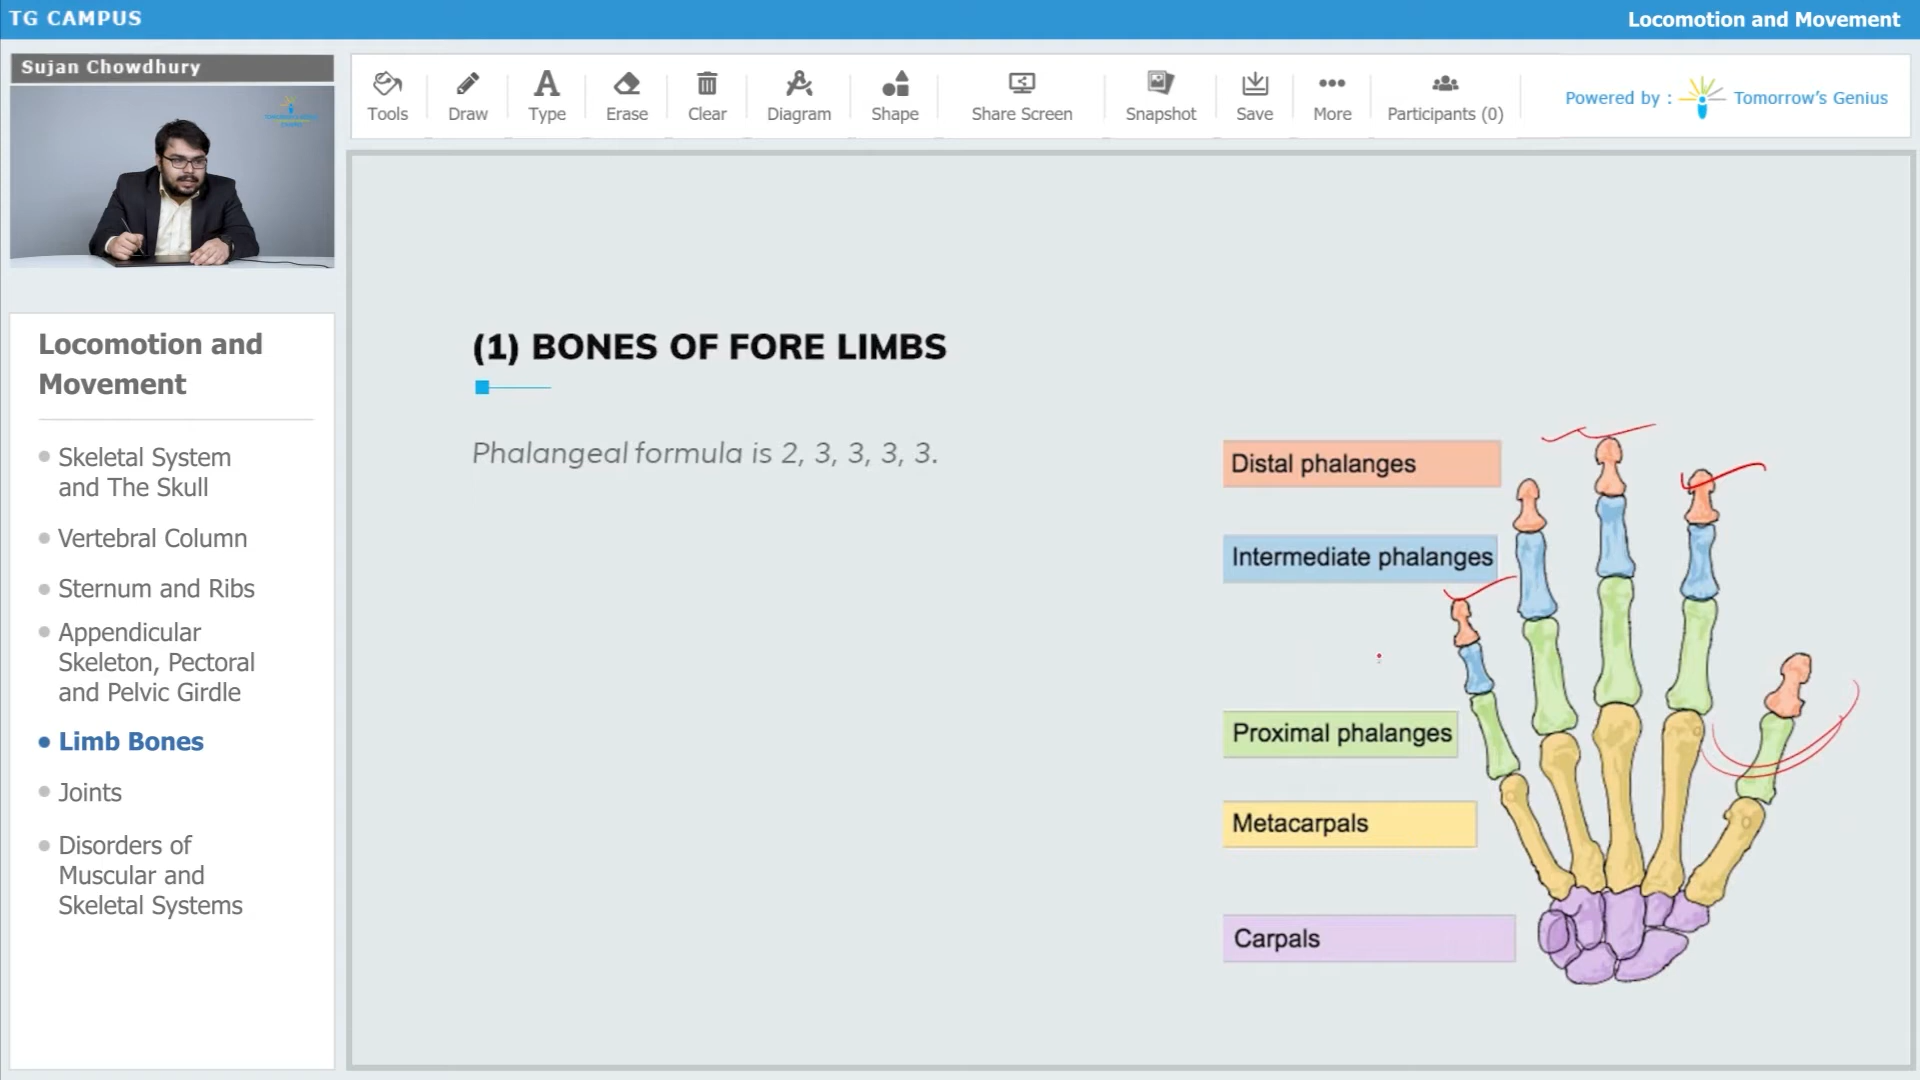 TG CAMPUS
Locomotion and Movement
Sujan Chowdhury
Tools
Draw
Type
Erase
Clear
Diagram
Shape
Share Screen
Snapshot
Save
More
Participants (0)
Powered by :
Tomorrow's Genius
Locomotion and
Movement
Skeletal System
and The Skull
Vertebral Column
Sternum and Ribs
Appendicular
Skeleton, Pectoral
and Pelvic Girdle
Limb Bones
Joints
Disorders of
Muscular and
Skeletal Systems
(1) BONES OF FORE LIMBS
Phalangeal formula is 2, 3, 3, 3, 3.
Distal phalanges
Intermediate phalanges
Proximal phalanges
Metacarpals
Carpals